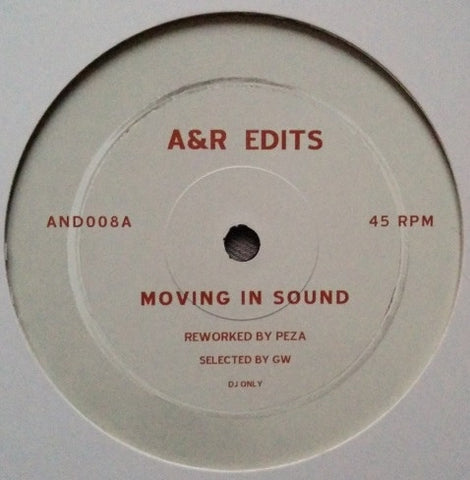 A&R EDITS
AND008A
45 RPM
MOVING IN SOUND
REWORKED BY PEZA
SELECTED BY GW
DJ ONLY